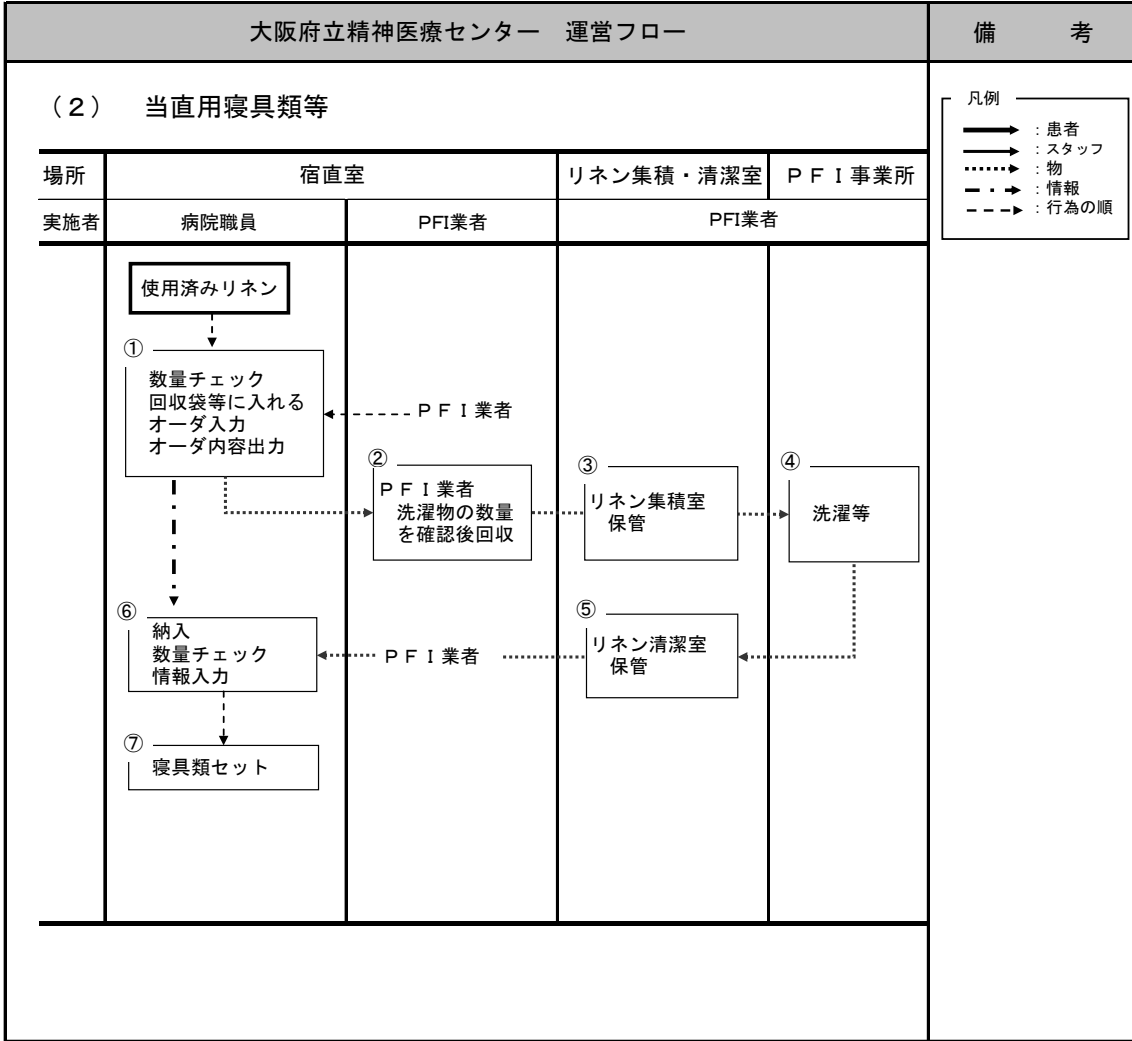 大阪府立精神医療センター　運営フロー
備　　考
（２）　当直用寝具類等
凡例
：患者
：スタッフ
：物
：情報
：行為の順
場所
宿直室
リネン集積・清潔室
ＰＦＩ事業所
実施者
病院職員
PFI業者
PFI業者
使用済みリネン
①
数量チェック
回収袋等に入れる
オーダ入力
オーダ内容出力
ＰＦＩ業者
②
ＰＦＩ業者
洗濯物の数量
を確認後回収
③
リネン集積室
保管
④
洗濯等
⑤
リネン清潔室
保管
ＰＦＩ業者
⑥
納入
数量チェック
情報入力
⑦
寝具類セット